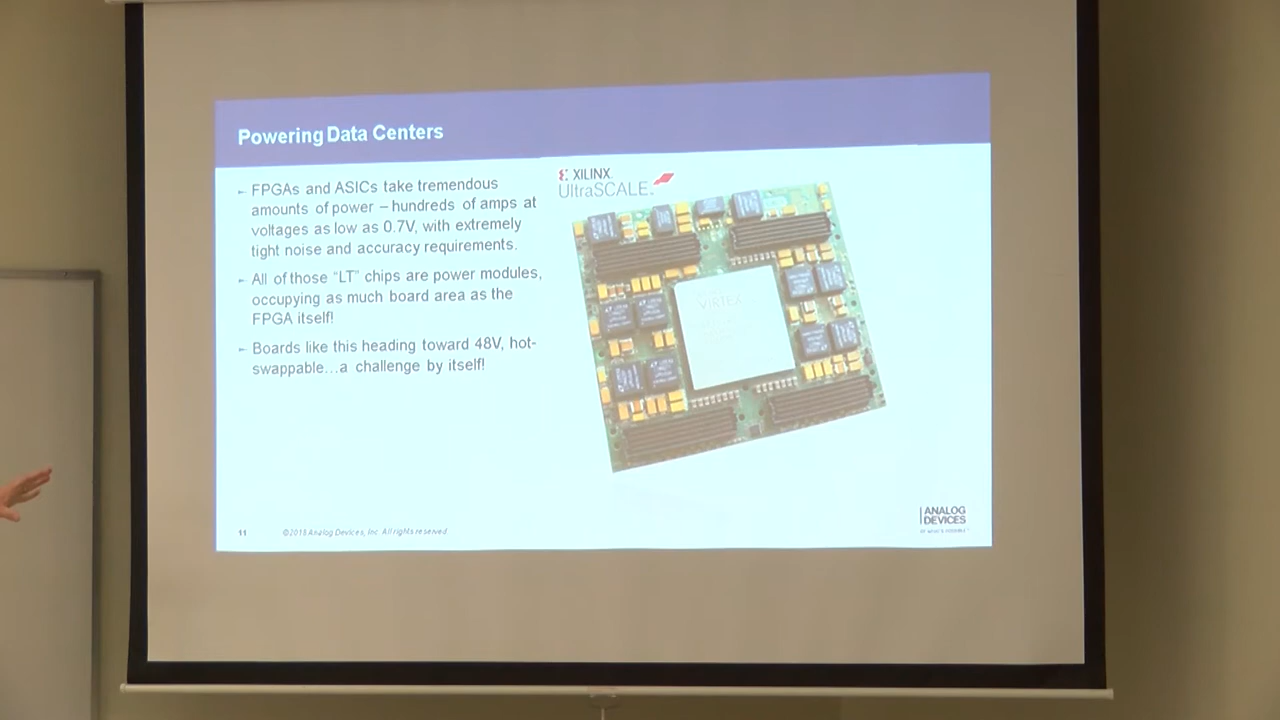 Powering Data Centers
► FPGAs and ASICs take tremendous
amounts of power – hundreds of amps at
voltages as low as 0.7V, with extremely
tight noise and accuracy requirements.
► All of those "LT" chips are power modules,
occupying as much board area as the
FPGA itself!
► Boards like this heading toward 48V, hot-
swappable…a challenge by itself!
XILINX
UltraSCALE
VIRTEX
11
©2018 Analog Devices, Inc. All rights reserved.
ANALOG
DEVICES